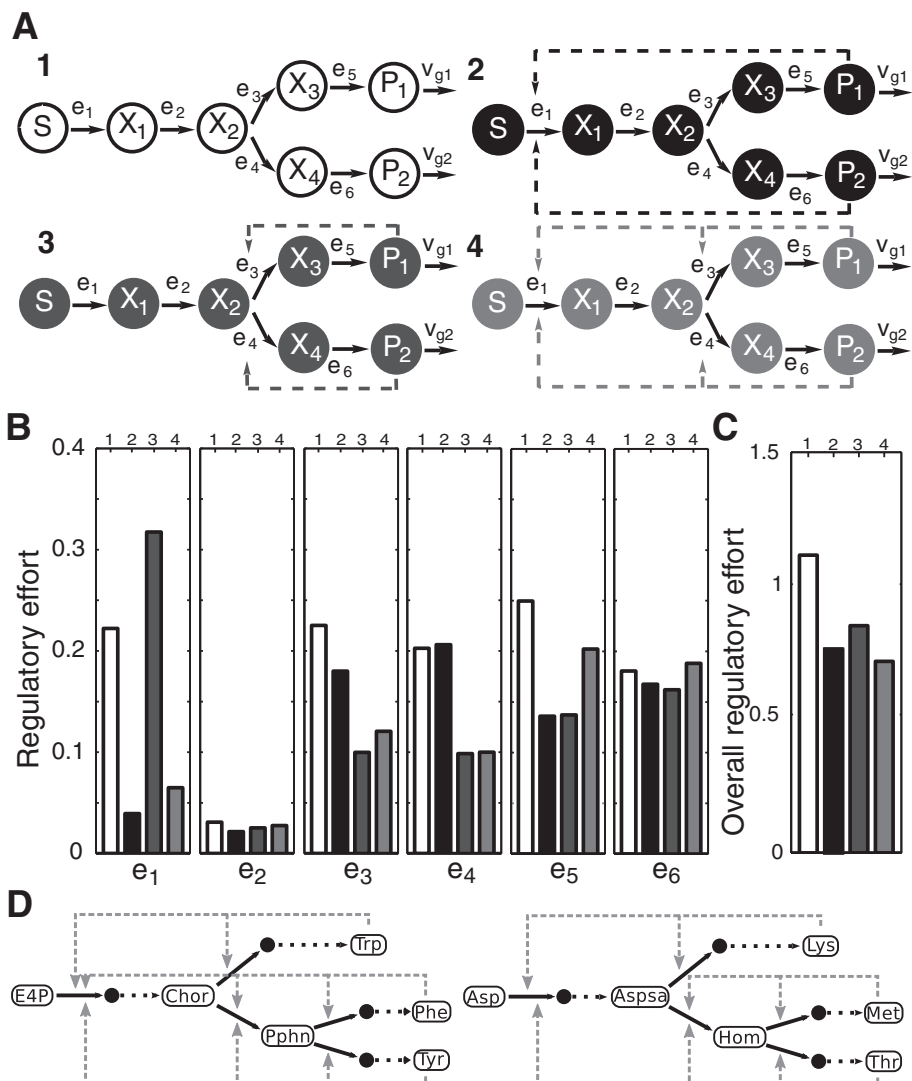 A
1
S e1 X1 e2 X2 e3 X3 e5 P1 vg1
e4 X4 e6 P2 vg2
2
S e1 X1 e2 X2 e3 X3 e5 P1 vg1
e4 X4 e6 P2 vg2
3
S e1 X1 e2 X2 e3 X3 e5 P1 vg1
e4 X4 e6 P2 vg2
4
S e1 X1 e2 X2 e3 X3 e5 P1 vg1
e4 X4 e6 P2 vg2
B
Regulatory effort
0.4
0.3
0.2
0.1
0
1 2 3 4
1 2 3 4
1 2 3 4
1 2 3 4
1 2 3 4
1 2 3 4
e1 e2 e3 e4 e5 e6
C
Overall regulatory effort
1.5
1
0.5
0
1 2 3 4
D
Trp
E4P Chor
Phe
Pphn
Tyr
Lys
Asp Aspsa
Met
Hom
Thr